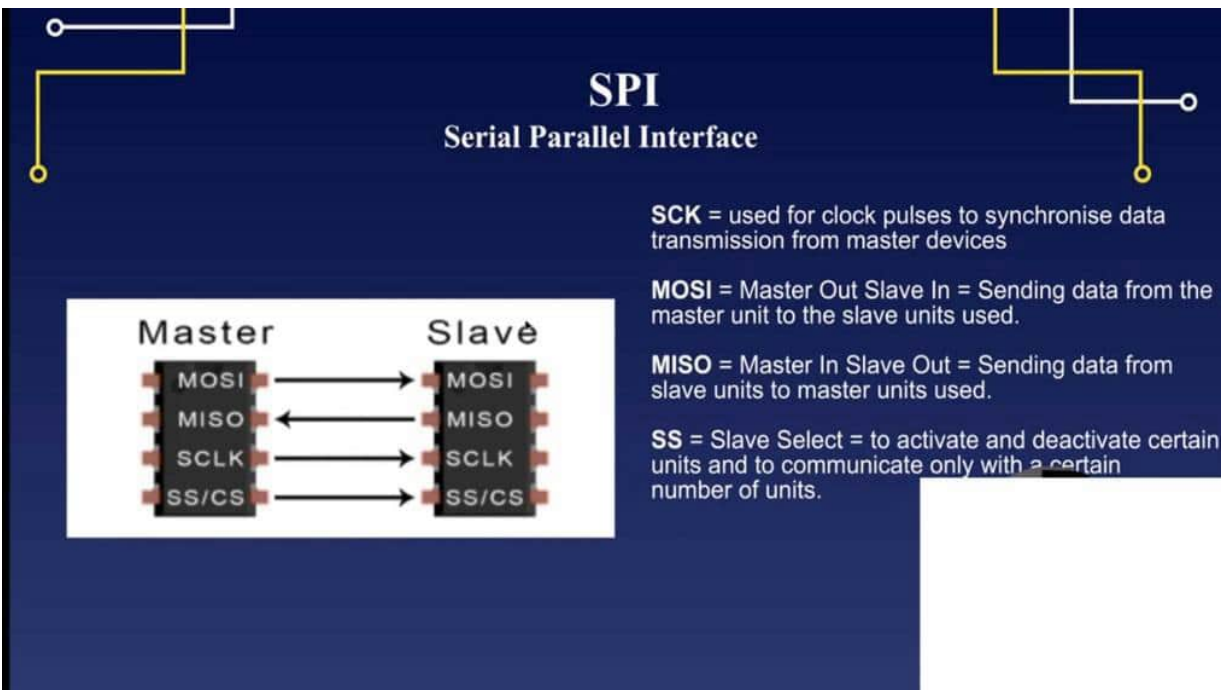 SPI
Serial Parallel Interface
SCK = used for clock pulses to synchronise data
transmission from master devices
MOSI = Master Out Slave In = Sending data from the
master unit to the slave units used.
MISO = Master In Slave Out = Sending data from
slave units to master units used.
SS = Slave Select = to activate and deactivate certain
units and to communicate only with a certain
number of units.
Master Slave
MOSI MOSI
MISO MISO
SCLK SCLK
SS/CS SS/CS